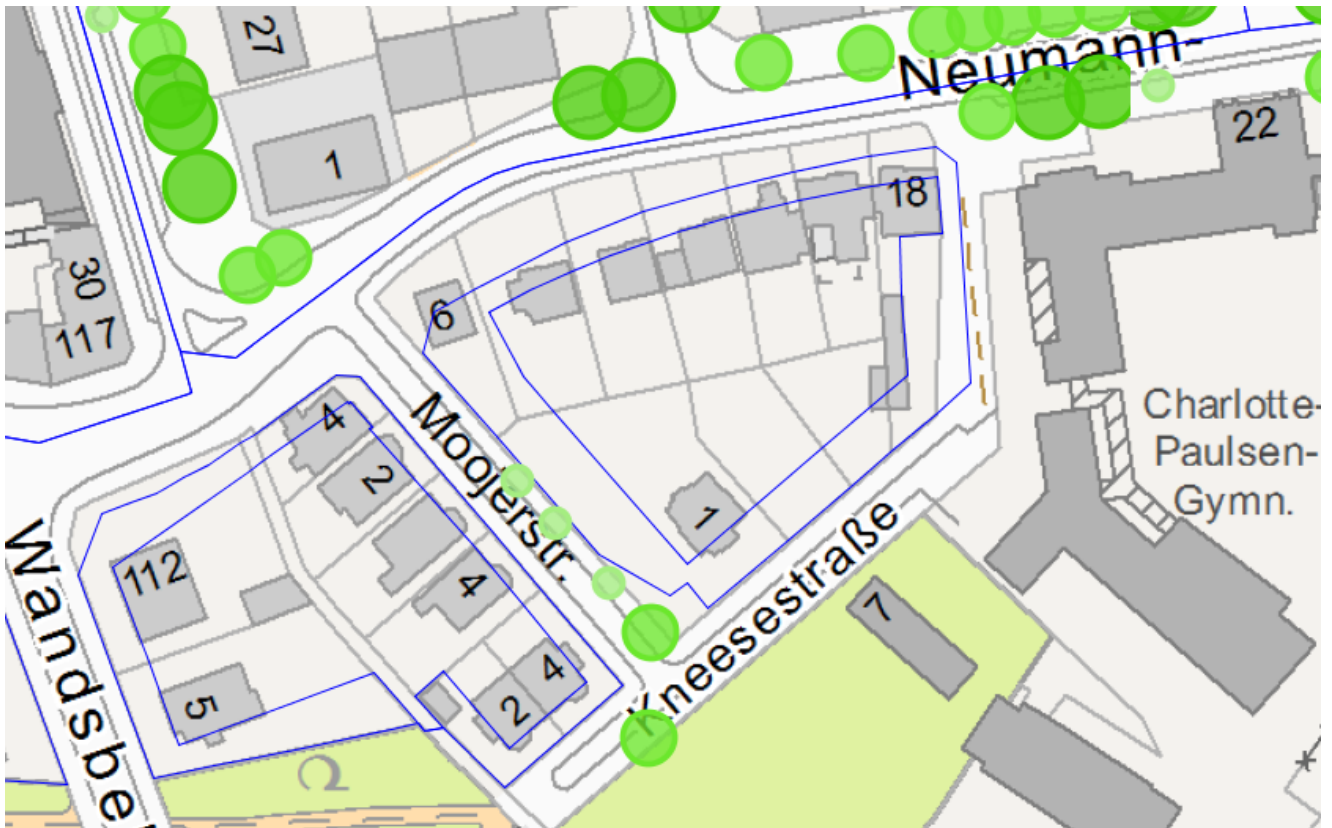 27
Neumann-
1
22
18
30
117
6
Charlotte-
Paulsen-
Gymn.
4
2
Moojerstr.
1
4
112
Kneesestraße
7
5
4
2
Wandsbe